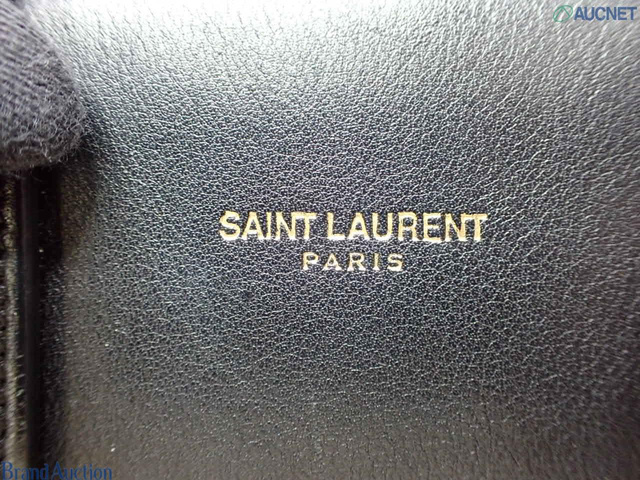 AUCNET
SAINT LAURENT
PARIS
Brand Auction